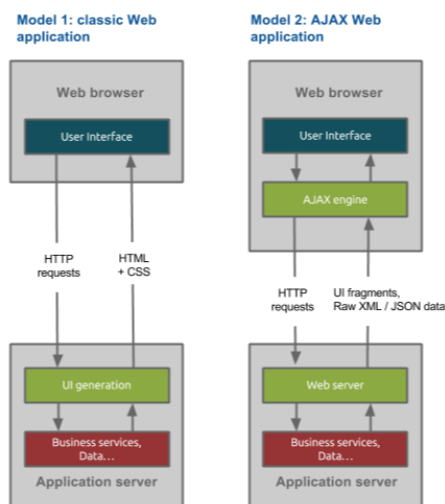 Model 1: classic Web
application
Web browser
User Interface
HTTP
requests
HTML
+ CSS
UI generation
Business services,
Data...
Application server
Model 2: AJAX Web
application
Web browser
User Interface
AJAX engine
HTTP
requests
UI fragments,
Raw XML / JSON data
Web server
Business services,
Data...
Application server